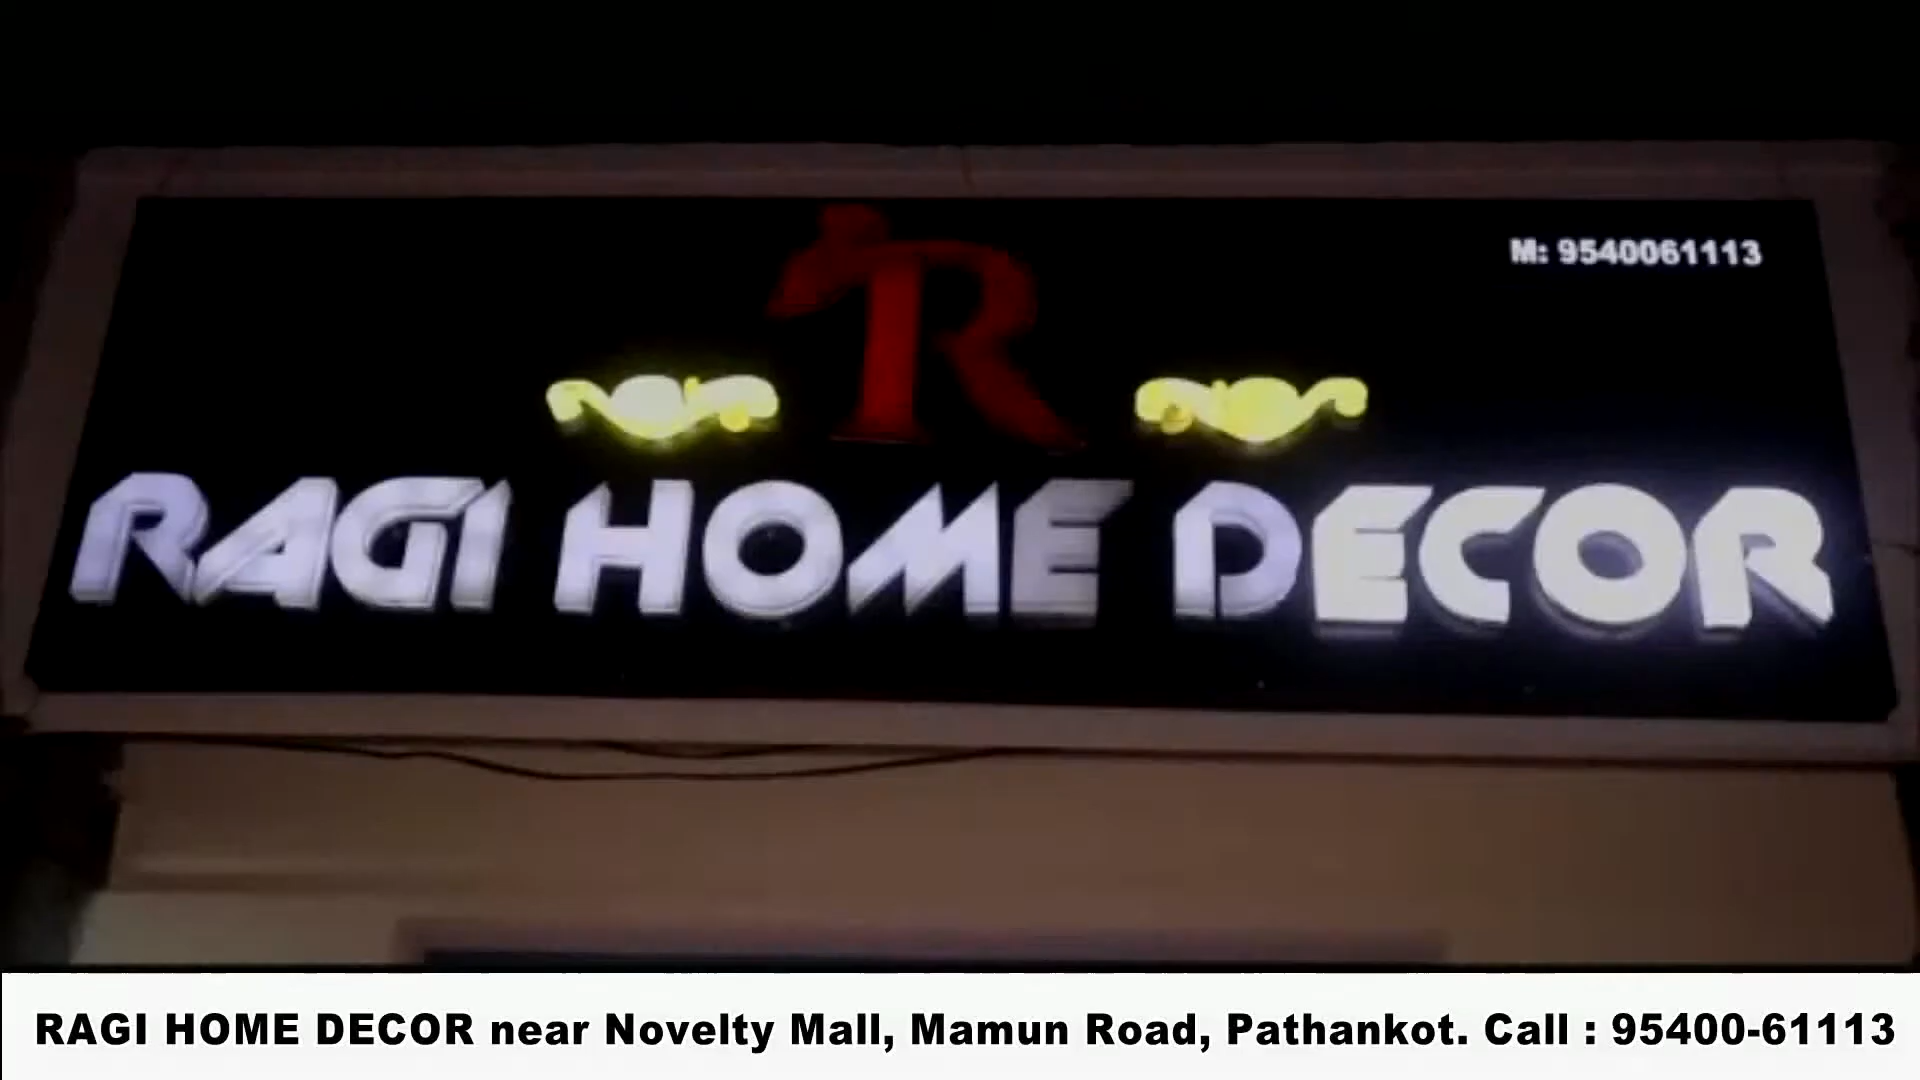 R
M: 9540061113
RAGI HOME DECOR
RAGI HOME DECOR near Novelty Mall, Mamun Road, Pathankot. Call : 95400-61113